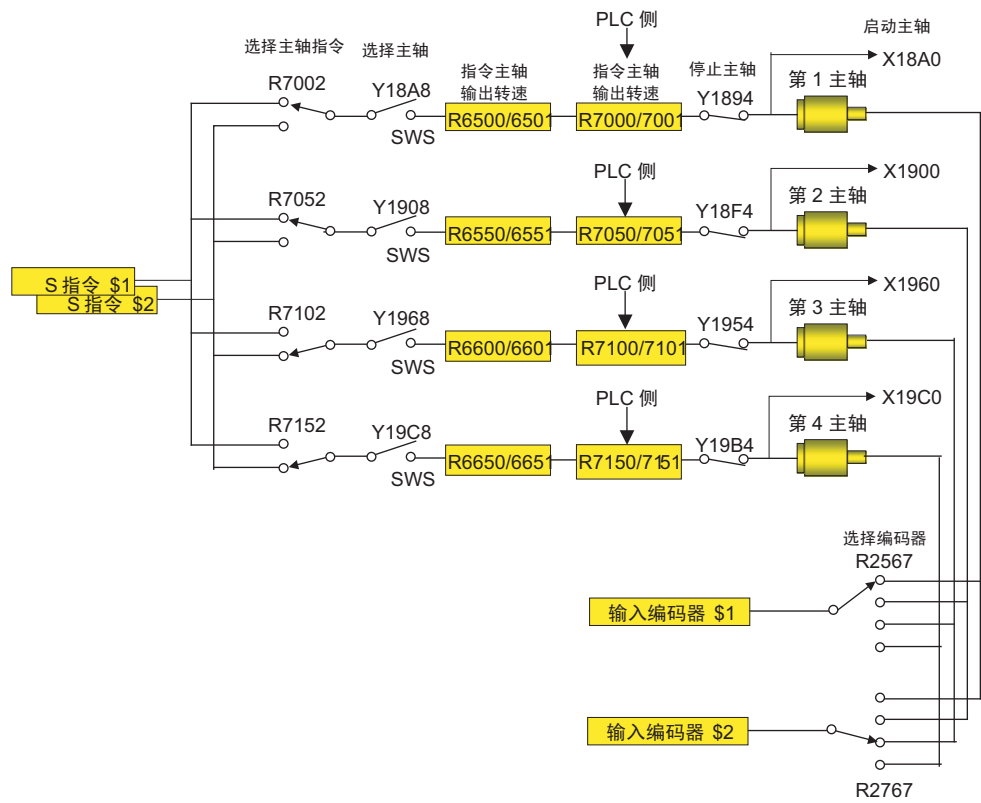 PLC 侧
启动主轴
选择主轴指令
选择主轴
指令主轴
输出转速
指令主轴
输出转速
停止主轴
X18A0
R7002
Y18A8
Y1894
第 1 主轴
SWS
R6500/6501
R7000/7001
PLC 侧
X1900
R7052
Y1908
Y18F4
第 2 主轴
SWS
R6550/6551
R7050/7051
S 指令 $1
S 指令 $2
PLC 侧
X1960
R7102
Y1968
Y1954
第 3 主轴
SWS
R6600/6601
R7100/7101
PLC 侧
X19C0
R7152
Y19C8
Y19B4
第 4 主轴
SWS
R6650/6651
R7150/7151
选择编码器
R2567
输入编码器 $1
输入编码器 $2
R2767